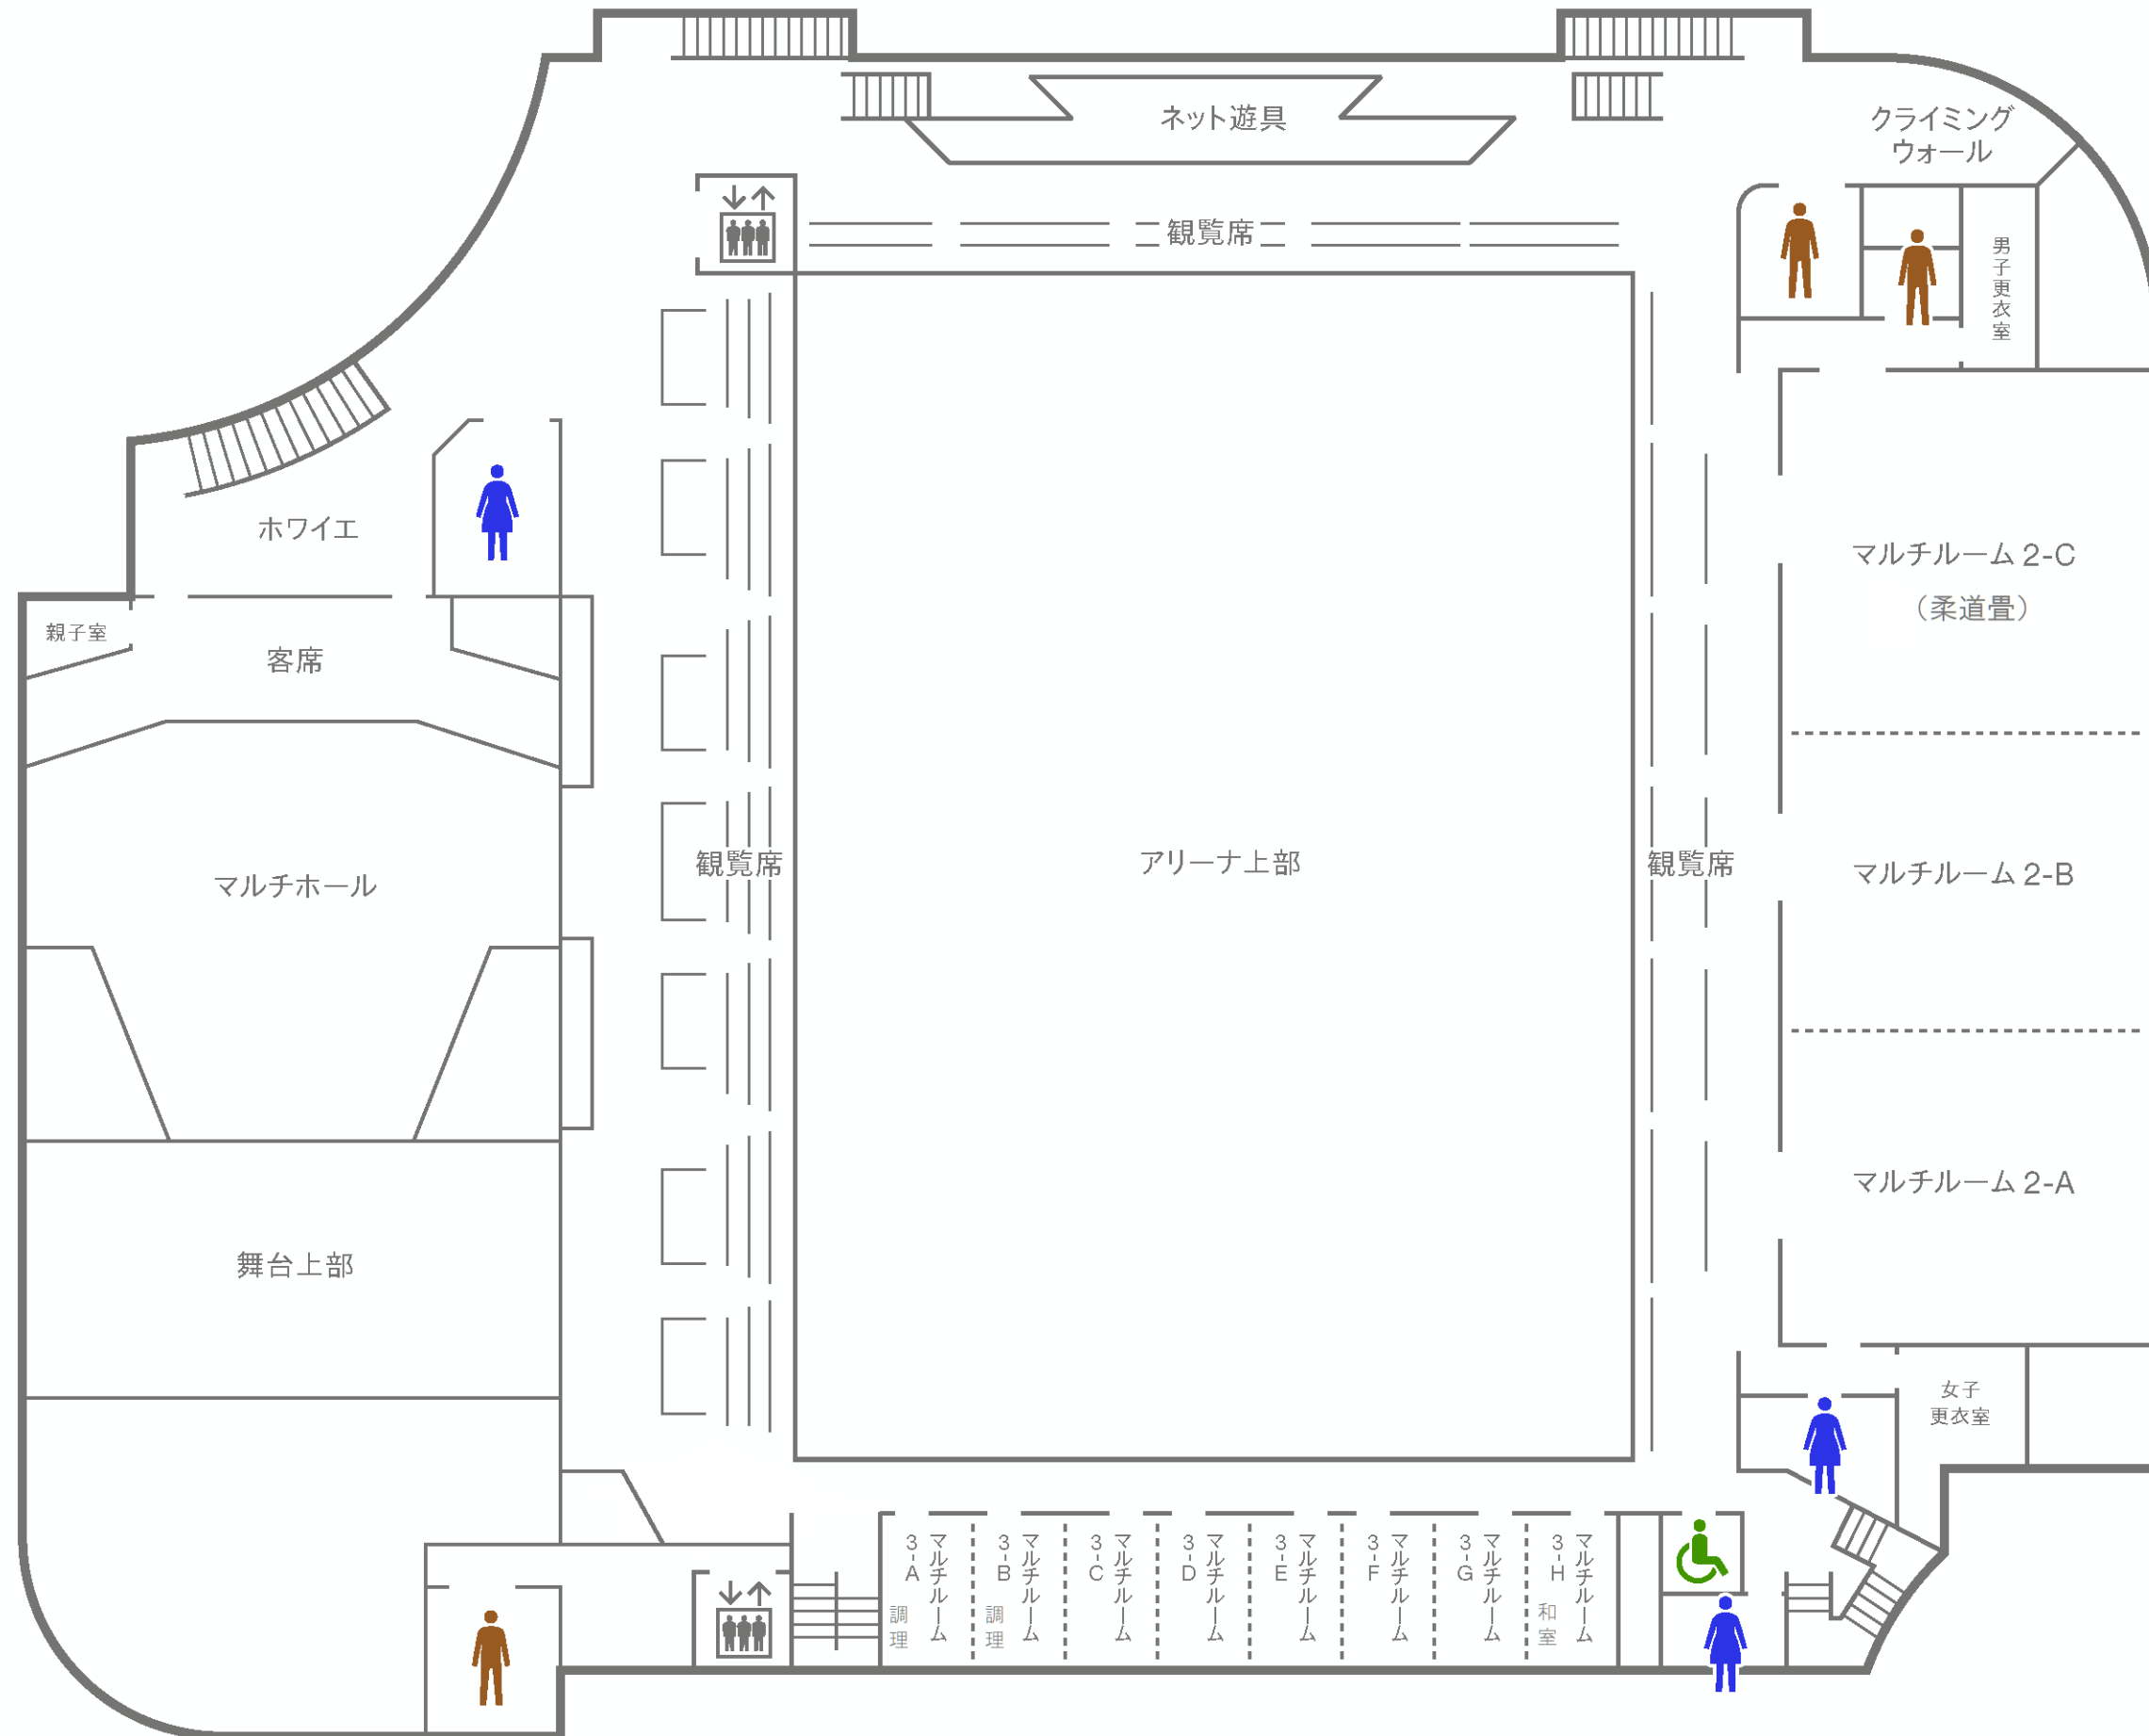 ネット遊具
クライミング
ウォール
観覧席
男子更衣室
ホワイエ
マルチルーム 2-C
（柔道畳）
親子室
客席
観覧席
アリーナ上部
観覧席
マルチルーム 2-B
マルチホール
マルチルーム 2-A
舞台上部
女子
更衣室
マルチルーム
3-A 調理
マルチルーム
3-B 調理
マルチルーム
3-C
マルチルーム
3-D
マルチルーム
3-E
マルチルーム
3-F
マルチルーム
3-G
マルチルーム
3-H 和室